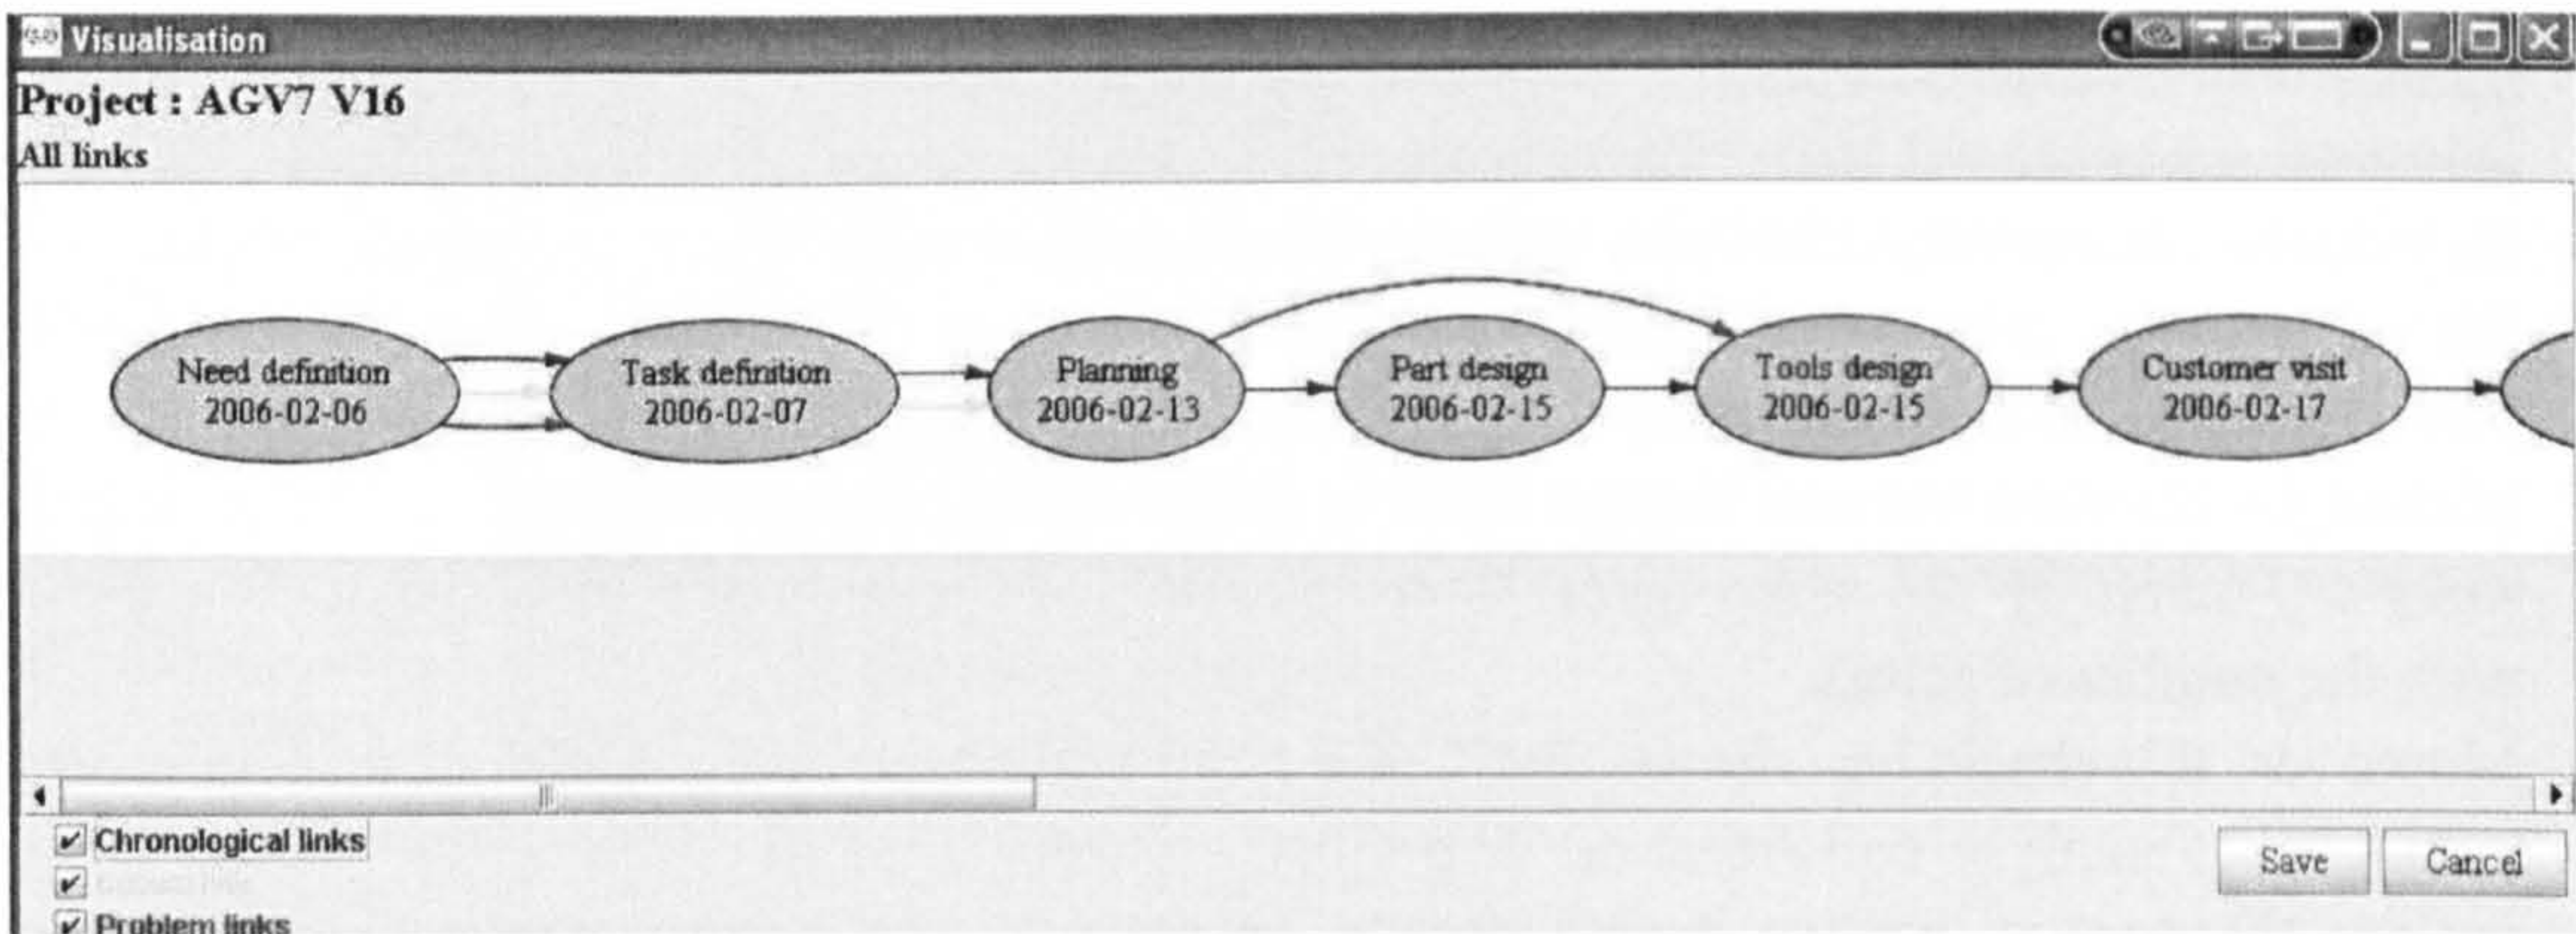 Visualisation
Project : AGV7 V16
All links
Need definition
2006-02-06
Task definition
2006-02-07
Planning
2006-02-13
Part design
2006-02-15
Tools design
2006-02-15
Customer visit
2006-02-17
Chronological links
Problem links
Save
Cancel